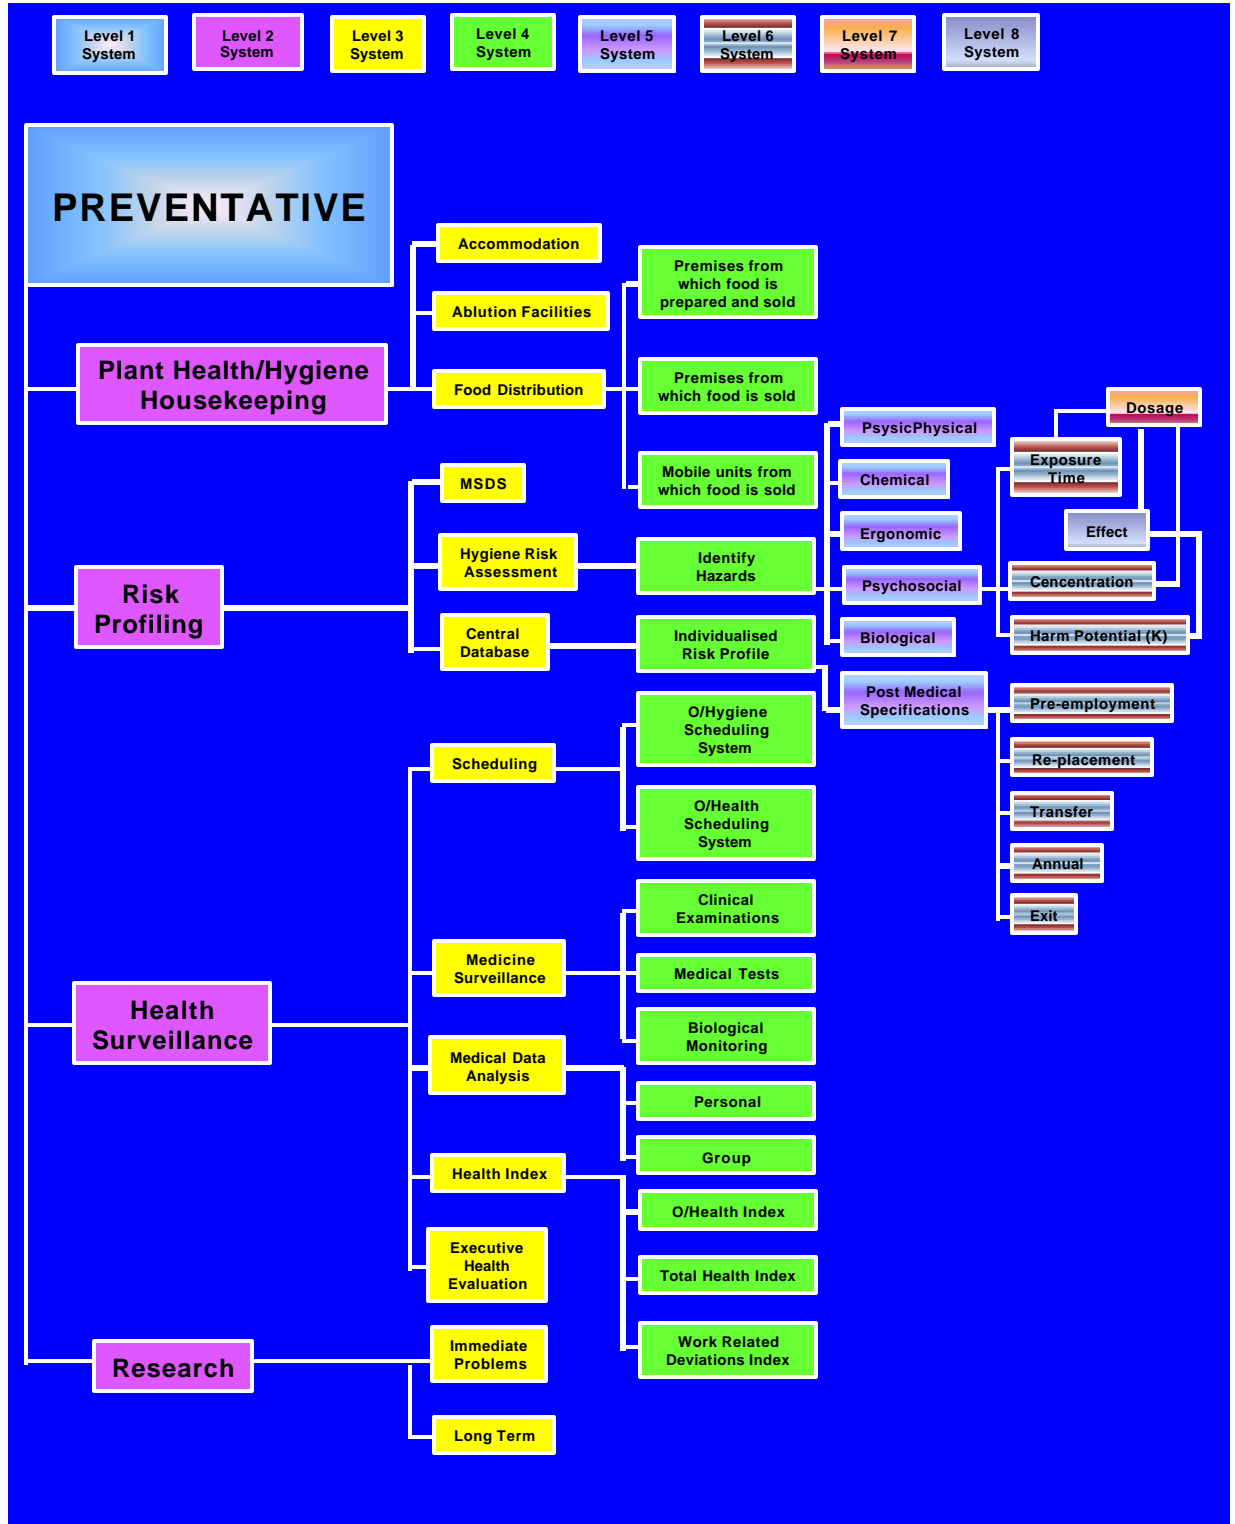 Level 1
System
Level 2
System
Level 3
System
Level 4
System
Level 5
System
Level 6
System
Level 7
System
Level 8
System
PREVENTATIVE
Accommodation
Ablution Facilities
Plant Health/Hygiene
Housekeeping
Food Distribution
Premises from
which food is
prepared and sold
Premises from
which food is sold
Mobile units from
which food is sold
Risk
Profiling
MSDS
Hygiene Risk
Assessment
Central
Database
Identify
Hazards
Individualised
Risk Profile
PsysicPhysical
Chemical
Ergonomic
Psychosocial
Biological
Post Medical
Specifications
Dosage
Exposure
Time
Effect
Cencentration
Harm Potential (K)
Pre-employment
Re-placement
Transfer
Annual
Exit
Health
Surveillance
Scheduling
O/Hygiene
Scheduling
System
O/Health
Scheduling
System
Medicine
Surveillance
Clinical
Examinations
Medical Tests
Biological
Monitoring
Medical Data
Analysis
Personal
Group
Health Index
O/Health Index
Total Health Index
Work Related
Deviations Index
Executive
Health
Evaluation
Research
Immediate
Problems
Long Term